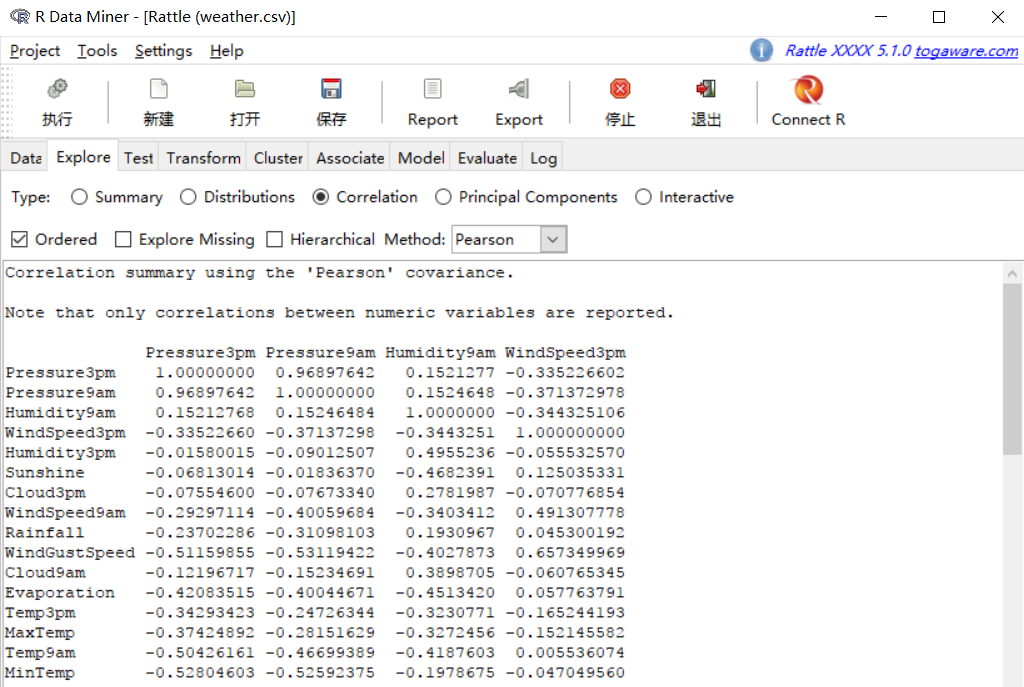 R Data Miner - [Rattle (weather.csv)]
Project Tools Settings Help Rattle XXXX 5.1.0 togaware.com
执行 新建 打开 保存 Report Export 停止 退出 Connect R
Data Explore Test Transform Cluster Associate Model Evaluate Log
Type: Summary Distributions Correlation Principal Components Interactive
Ordered Explore Missing Hierarchical Method: Pearson
Correlation summary using the 'Pearson' covariance.
Note that only correlations between numeric variables are reported.
Pressure3pm Pressure9am Humidity9am WindSpeed3pm
Pressure3pm 1.00000000 0.96897642 0.1521277 -0.335226602
Pressure9am 0.96897642 1.00000000 0.1524648 -0.371372978
Humidity9am 0.15212768 0.15246484 1.0000000 -0.344325106
WindSpeed3pm -0.33522660 -0.37137298 -0.3443251 1.000000000
Humidity3pm -0.01580015 -0.09012507 0.4955236 -0.055532570
Sunshine -0.06813014 -0.01836370 -0.4682391 0.125035331
Cloud3pm -0.07554600 -0.07673340 0.2781987 -0.070776854
WindSpeed9am -0.29297114 -0.40059684 -0.3403412 0.491307778
Rainfall -0.23702286 -0.31098103 0.1930967 0.045300192
WindGustSpeed -0.51159855 -0.53119422 -0.4027873 0.657349969
Cloud9am -0.12196717 -0.15234691 0.3898705 -0.060765345
Evaporation -0.42083515 -0.40044671 -0.4513420 0.057763791
Temp3pm -0.34293423 -0.24726344 -0.3230771 -0.165244193
MaxTemp -0.37424892 -0.28151629 -0.3272456 -0.152145582
Temp9am -0.50426161 -0.46699389 -0.4187603 0.005536074
MinTemp -0.52804603 -0.52592375 -0.1978675 -0.047049560